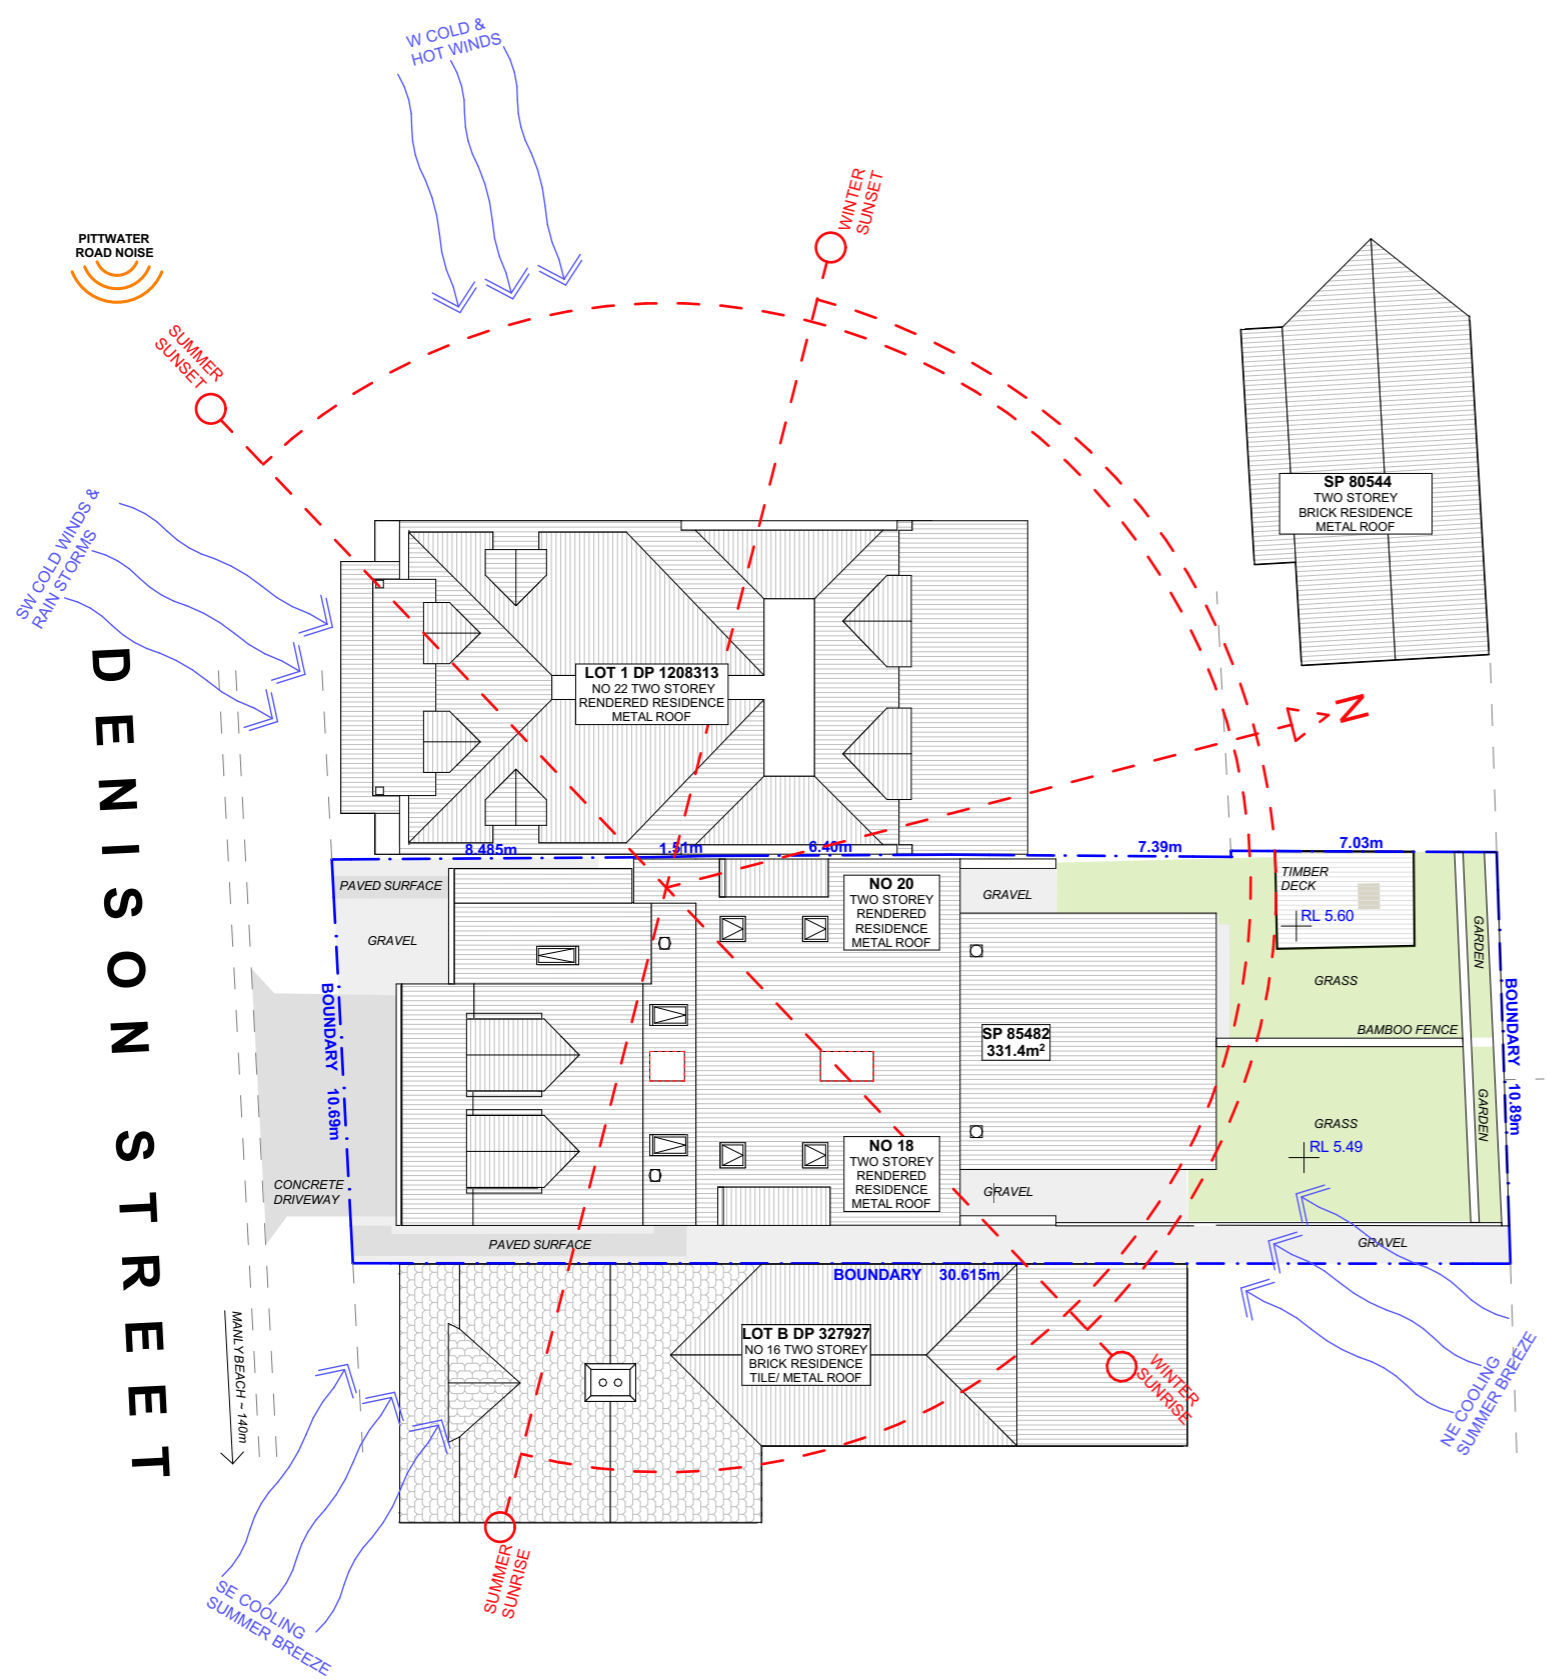 W COLD &
HOT WINDS
WINTER
SUNSET
PITTWATER
ROAD NOISE
SUMMER
SUNSET
SP 80544
TWO STOREY
BRICK RESIDENCE
METAL ROOF
SW COLD WINDS &
RAIN STORMS
DENISON STREET
LOT 1 DP 1208313
NO 22 TWO STOREY
RENDERED RESIDENCE
METAL ROOF
N
8.485m
1.51m
6.40m
7.39m
7.03m
PAVED SURFACE
GRAVEL
NO 20
TWO STOREY
RENDERED
RESIDENCE
METAL ROOF
GRAVEL
TIMBER
DECK
RL 5.60
GARDEN
GRASS
BOUNDARY 10.69m
SP 85482
331.4m²
BAMBOO FENCE
BOUNDARY 10.89m
GARDEN
GRASS
RL 5.49
NO 18
TWO STOREY
RENDERED
RESIDENCE
METAL ROOF
CONCRETE
DRIVEWAY
GRAVEL
PAVED SURFACE
GRAVEL
BOUNDARY 30.615m
MANLY BEACH ~ 140m
LOT B DP 327927
NO 16 TWO STOREY
BRICK RESIDENCE
TILE/ METAL ROOF
WINTER
SUNRISE
NE COOLING
SUMMER BREEZE
SUMMER
SUNRISE
SE COOLING
SUMMER BREEZE